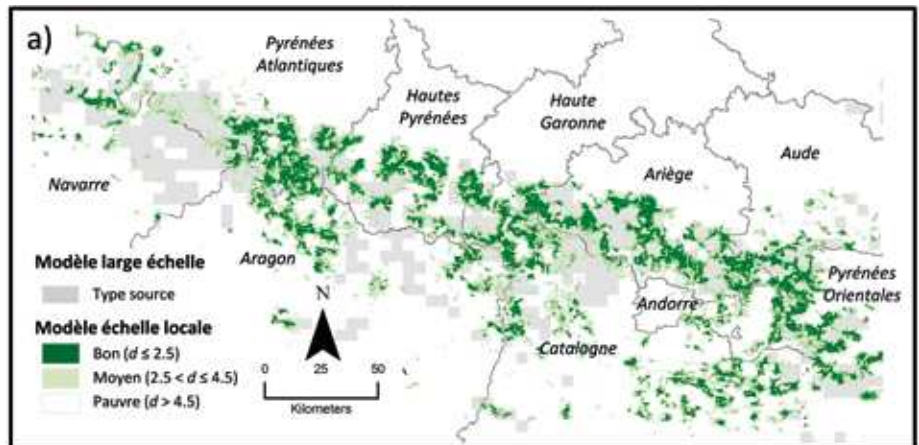 a)
Pyrénées
Atlantiques
Hautes
Pyrénées
Haute
Garonne
Aude
Ariège
Navarre
Aragon
Pyrénées
Orientales
Andorre
Catalogne
Modèle large échelle
Type source
Modèle échelle locale
Bon (d ≤ 2.5)
Moyen (2.5 < d ≤ 4.5)
Pauvre (d > 4.5)
N
0 25 50
Kilometers